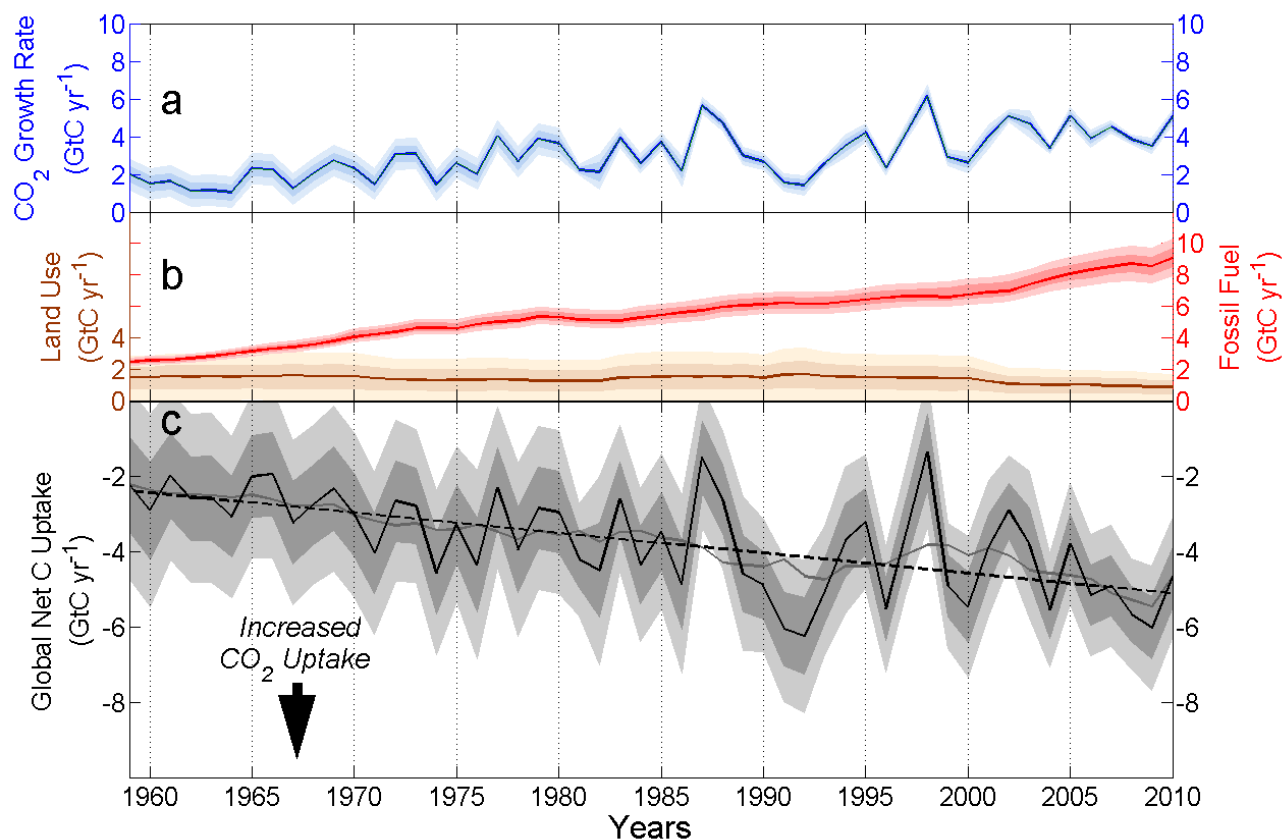 CO2 Growth Rate
(GtC yr-1)
10
8
6
4
2
0
a
10
8
6
4
2
0
Land Use
(GtC yr-1)
4
2
0
b
10
8
6
4
2
0
Fossil Fuel
(GtC yr-1)
Global Net C Uptake
(GtC yr-1)
-2
-4
-6
-8
c
Increased
CO2 Uptake
-2
-4
-6
-8
1960 1965 1970 1975 1980 1985 1990 1995 2000 2005 2010
Years